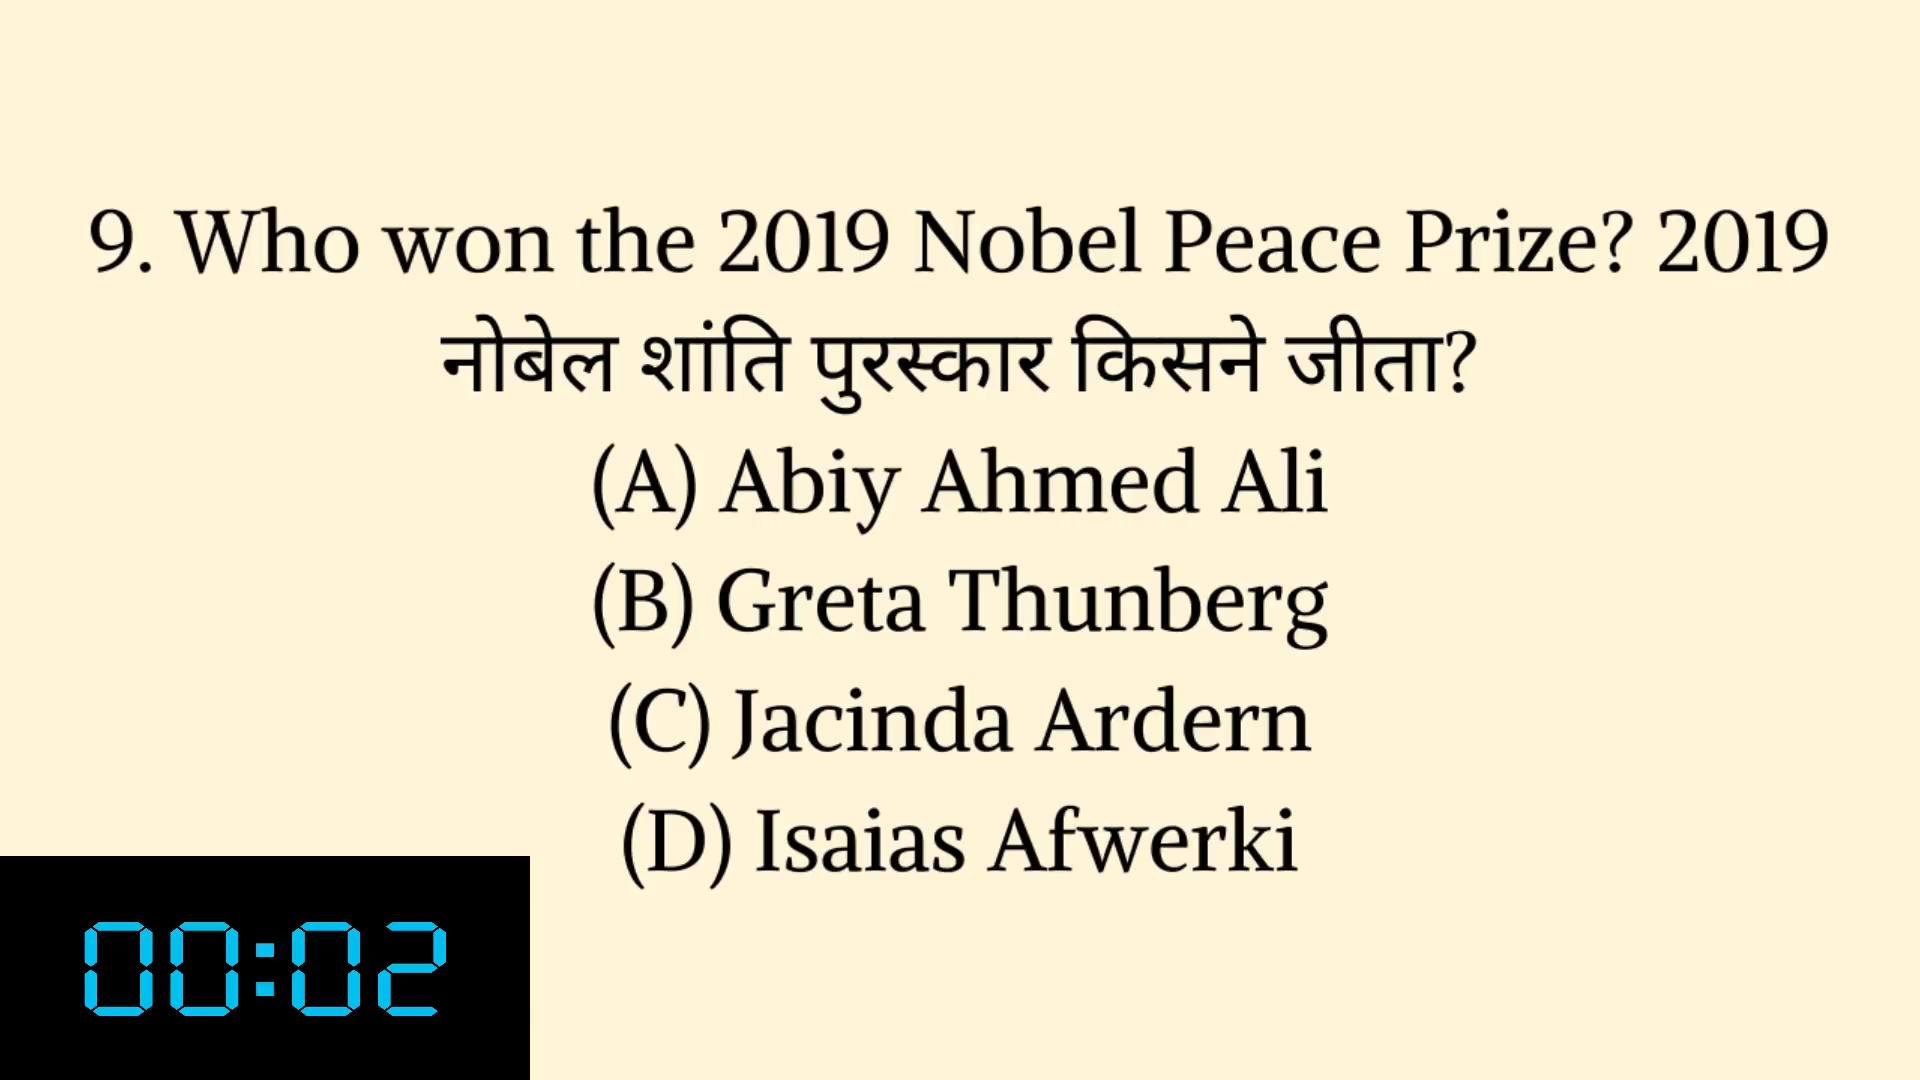 9. Who won the 2019 Nobel Peace Prize? 2019
नोबेल शांति पुरस्कार किसने जीता?
(A) Abiy Ahmed Ali
(B) Greta Thunberg
(C) Jacinda Ardern
(D) Isaias Afwerki
00:02